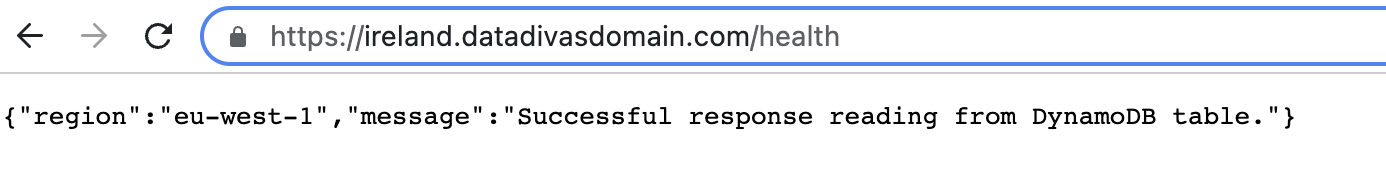 https://ireland.datadivasdomain.com/health
{"region":"eu-west-1","message":"Successful response reading from DynamoDB table."}